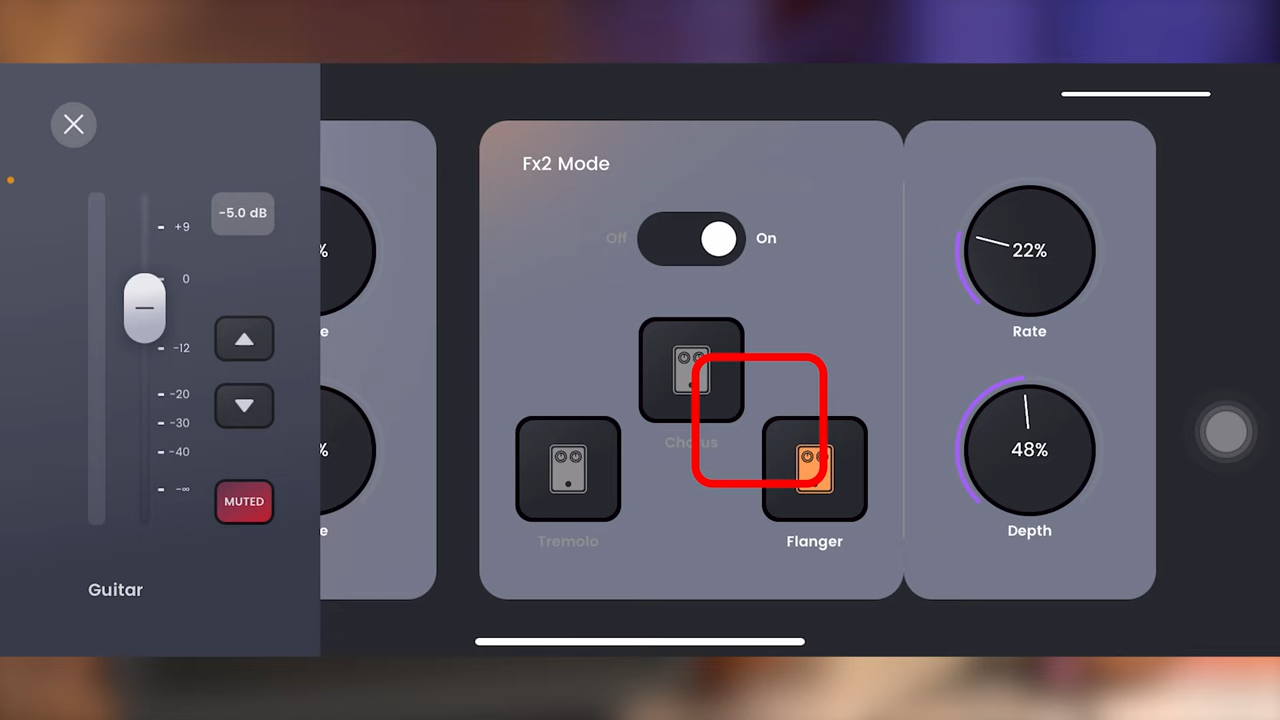 -5.0 dB
+9
0
-12
-20
-30
-40
-∞
MUTED
Guitar
%
e
%
e
Fx2 Mode
Off
On
Chorus
Tremolo
Flanger
22%
Rate
48%
Depth